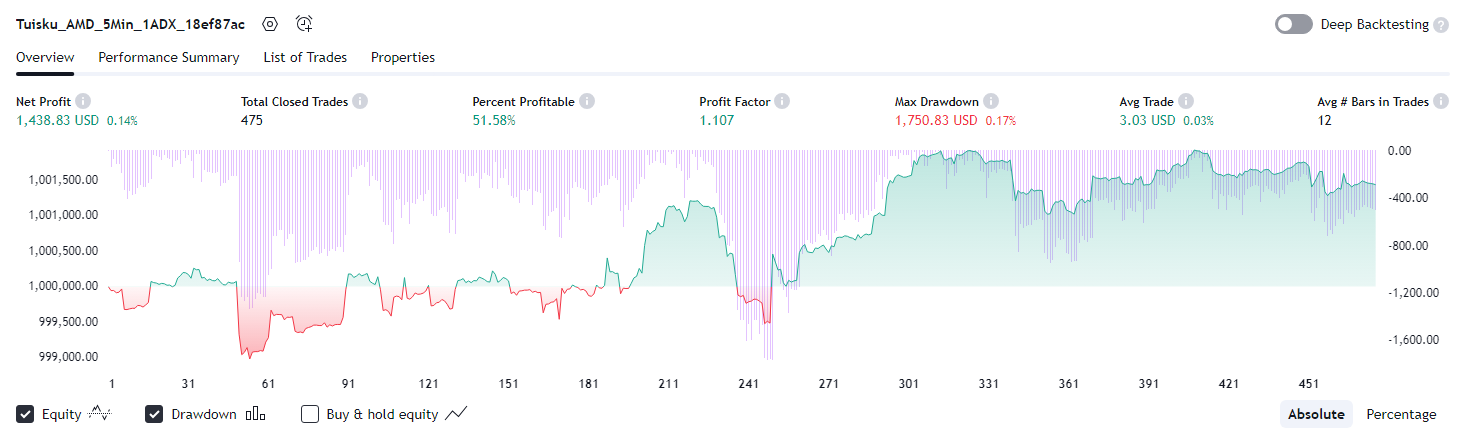 Tuisku_AMD_5Min_1ADX_18ef87ac Deep Backtesting
Overview Performance Summary List of Trades Properties
Net Profit Total Closed Trades Percent Profitable Profit Factor Max Drawdown Avg Trade Avg # Bars in Trades
1,438.83 USD 0.14% 475 51.58% 1.107 1,750.83 USD 0.17% 3.03 USD 0.03% 12
0.00
1,001,500.00
-400.00
1,001,000.00
-800.00
1,000,500.00
1,000,000.00
-1,200.00
999,500.00
-1,600.00
999,000.00
1 31 61 91 121 151 181 211 241 271 301 331 361 391 421 451
Equity Drawdown Buy & hold equity Absolute Percentage